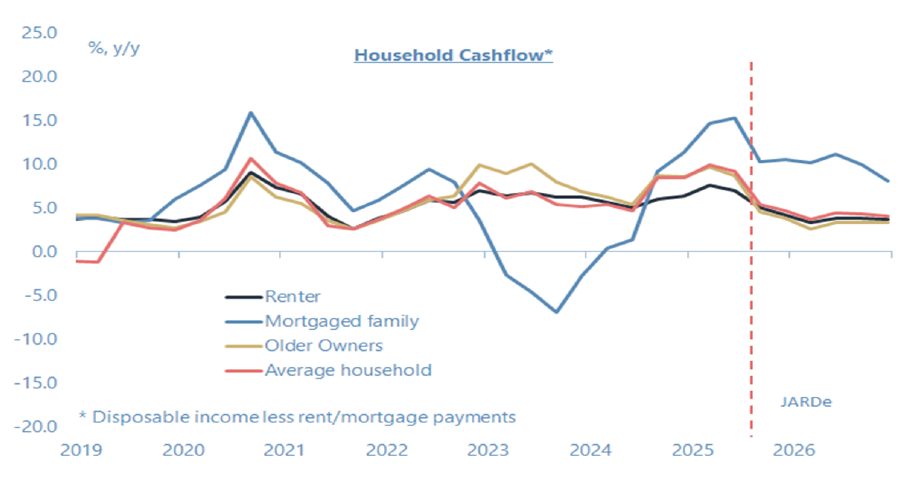 25.0
%, y/y
Household Cashflow*
20.0
15.0
10.0
5.0
0.0
-5.0
Renter
Mortgaged family
-10.0
Older Owners
Average household
-15.0
JARDe
* Disposable income less rent/mortgage payments
-20.0
2019 2020 2021 2022 2023 2024 2025 2026